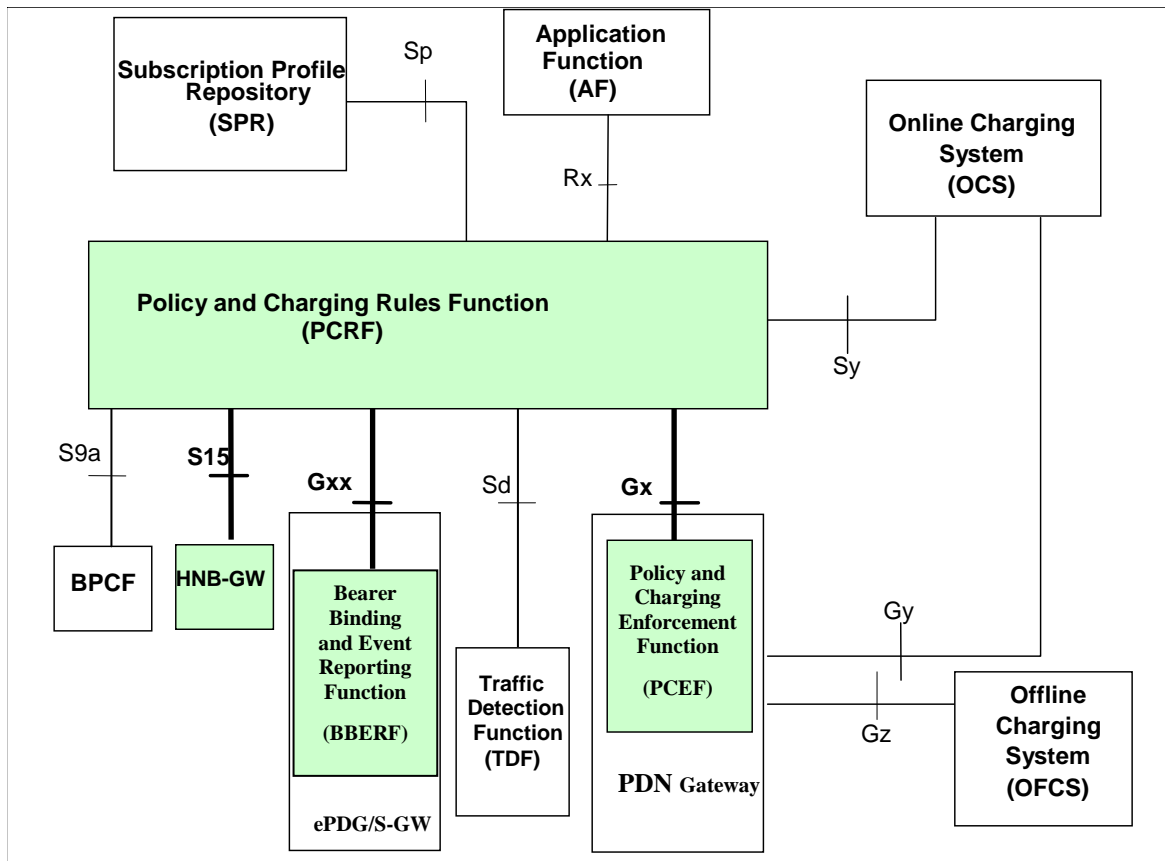 Sp
Subscription Profile
Repository
(SPR)
Application
Function
(AF)
Online Charging
System
(OCS)
Rx
Policy and Charging Rules Function
(PCRF)
Sy
S9a
S15
Gxx
Sd
Gx
BPCF
HNB-GW
Bearer
Binding
and Event
Reporting
Function
(BBERF)
ePDG/S-GW
Traffic
Detection
Function
(TDF)
Policy and
Charging
Enforcement
Function
(PCEF)
PDN Gateway
Gy
Gz
Offline
Charging
System
(OFCS)